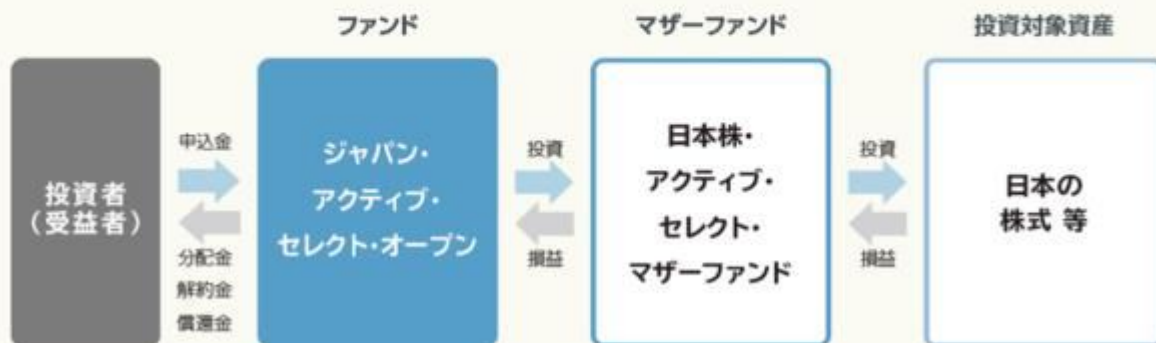 ファンド
マザーファンド
投資対象資産
投資者
(受益者)
申込金
分配金
解約金
償還金
ジャパン・
アクティブ・
セレクト・オープン
投資
損益
日本株・
アクティブ・
セレクト・
マザーファンド
投資
損益
日本の
株式 等